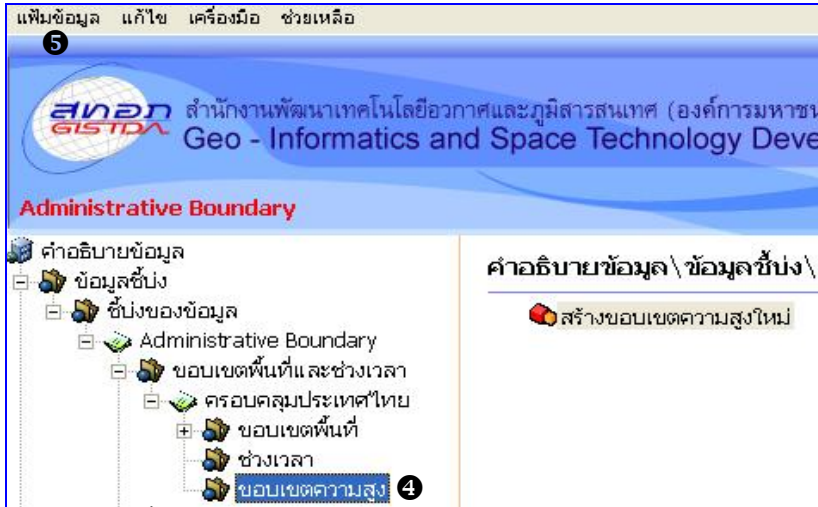 แฟ้มข้อมูล แก้ไข เครื่องมือ ช่วยเหลือ
❺
สทอภ
GISTDA
สำนักงานพัฒนาเทคโนโลยีอวกาศและภูมิสารสนเทศ (องค์การมหาชน
Geo - Informatics and Space Technology Deve
Administrative Boundary
คำอธิบายข้อมูล
ข้อมูลชี้บ่ง
ชี้บ่งของข้อมูล
Administrative Boundary
ขอบเขตพื้นที่และช่วงเวลา
ครอบคลุมประเทศไทย
ขอบเขตพื้นที่
ช่วงเวลา
ขอบเขตความสูง ❹
คำอธิบายข้อมูล\ข้อมูลชี้บ่ง\
สร้างขอบเขตความสูงใหม่